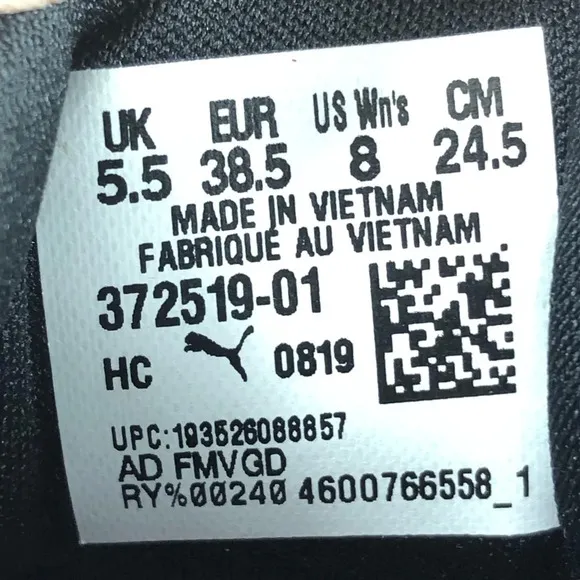 UK EUR US Wn's CM
5.5 38.5 8 24.5
MADE IN VIETNAM
FABRIQUÉ AU VIETNAM
372519-01
HC 0819
UPC:193526088857
AD FMVGD
RY%00240 4600766558_1